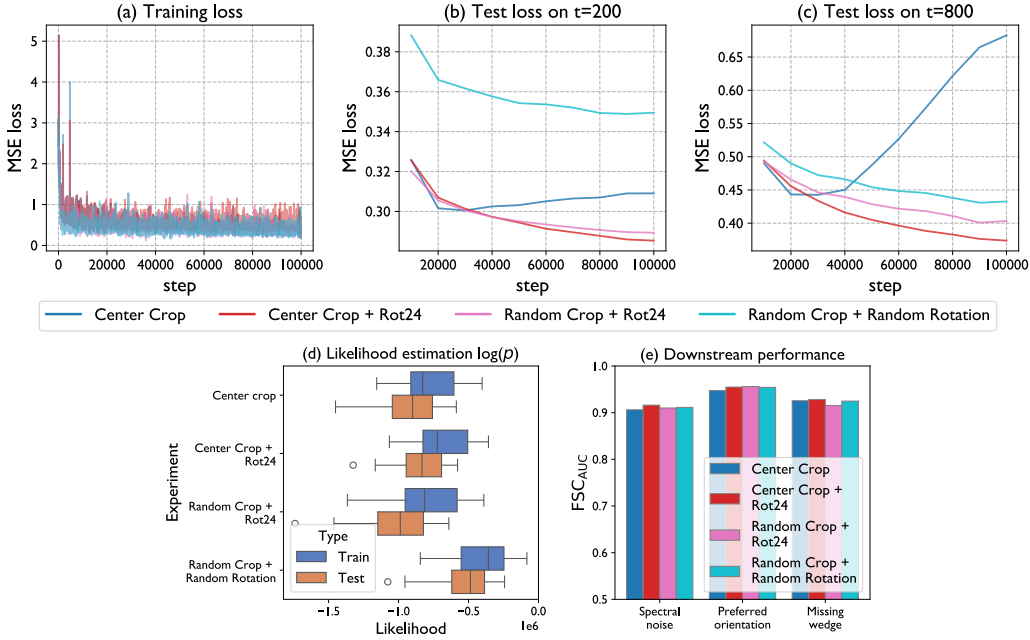 (a) Training loss
(b) Test loss on t=200
(c) Test loss on t=800
MSE loss
5
4
3
2
1
0
0 20000 40000 60000 80000 100000
step
MSE loss
0.38
0.36
0.34
0.32
0.30
20000 40000 60000 80000 100000
step
MSE loss
0.65
0.60
0.55
0.50
0.45
0.40
20000 40000 60000 80000 100000
step
Center Crop
Center Crop + Rot24
Random Crop + Rot24
Random Crop + Random Rotation
(d) Likelihood estimation log(p)
Experiment
Center crop
Center Crop +
Rot24
Random Crop +
Rot24
Random Crop +
Random Rotation
Type
Train
Test
−1.5 −1.0 −0.5 0.0
1e6
Likelihood
(e) Downstream performance
FSC_AUC
1.0
0.9
0.8
0.7
0.6
0.5
Center Crop
Center Crop +
Rot24
Random Crop +
Rot24
Random Crop +
Random Rotation
Spectral
noise
Preferred
orientation
Missing
wedge